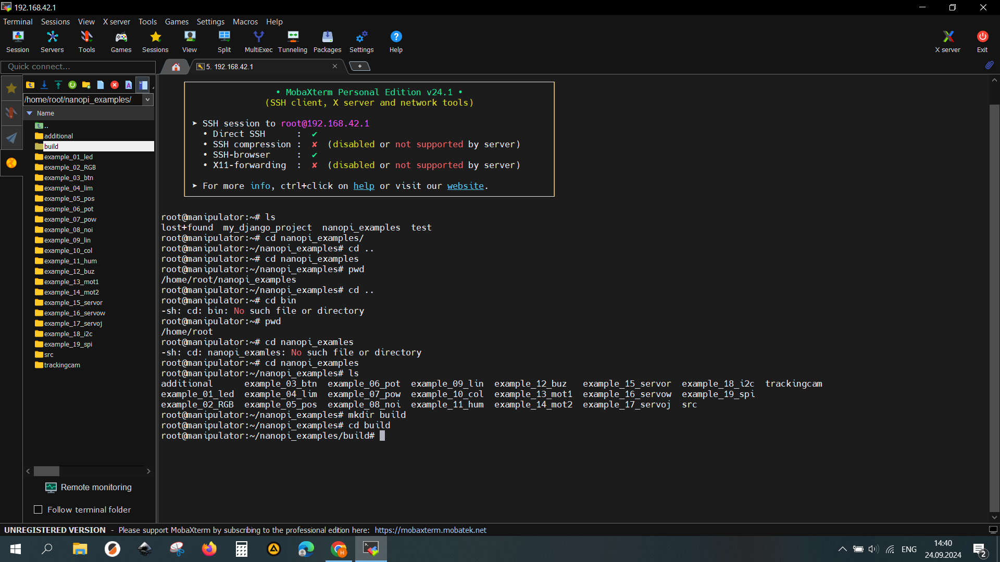 192.168.42.1
Terminal Sessions View X server Tools Games Settings Macros Help
Session Servers Tools Games Sessions View Split MultiExec Tunneling Packages Settings Help X server Exit
Quick connect...
5. 192.168.42.1
/home/root/nanopi_examples/
Name
..
additional
build
example_01_led
example_02_RGB
example_03_btn
example_04_lim
example_05_pos
example_06_pot
example_07_pow
example_08_noi
example_09_lin
example_10_col
example_11_hum
example_12_buz
example_13_mot1
example_14_mot2
example_15_servor
example_16_servow
example_17_servoj
example_18_i2c
example_19_spi
src
trackingcam
Remote monitoring
Follow terminal folder
• MobaXterm Personal Edition v24.1 •
(SSH client, X server and network tools)
➤ SSH session to root@192.168.42.1
• Direct SSH : ✔
• SSH compression : ✘ (disabled or not supported by server)
• SSH-browser : ✔
• X11-forwarding : ✘ (disabled or not supported by server)
➤ For more info, ctrl+click on help or visit our website.
root@manipulator:~# ls
lost+found my_django_project nanopi_examples test
root@manipulator:~# cd nanopi_examples/
root@manipulator:~/nanopi_examples# cd ..
root@manipulator:~# cd nanopi_examples
root@manipulator:~/nanopi_examples# pwd
/home/root/nanopi_examples
root@manipulator:~/nanopi_examples# cd ..
root@manipulator:~# cd bin
-sh: cd: bin: No such file or directory
root@manipulator:~# pwd
/home/root
root@manipulator:~# cd nanopi_examles
-sh: cd: nanopi_examles: No such file or directory
root@manipulator:~# cd nanopi_examples
root@manipulator:~/nanopi_examples# ls
additional example_03_btn example_06_pot example_09_lin example_12_buz example_15_servor example_18_i2c trackingcam
example_01_led example_04_lim example_07_pow example_10_col example_13_mot1 example_16_servow example_19_spi
example_02_RGB example_05_pos example_08_noi example_11_hum example_14_mot2 example_17_servoj src
root@manipulator:~/nanopi_examples# mkdir build
root@manipulator:~/nanopi_examples# cd build
root@manipulator:~/nanopi_examples/build#
UNREGISTERED VERSION - Please support MobaXterm by subscribing to the professional edition here: https://mobaxterm.mobatek.net
ENG
14:40
24.09.2024
2